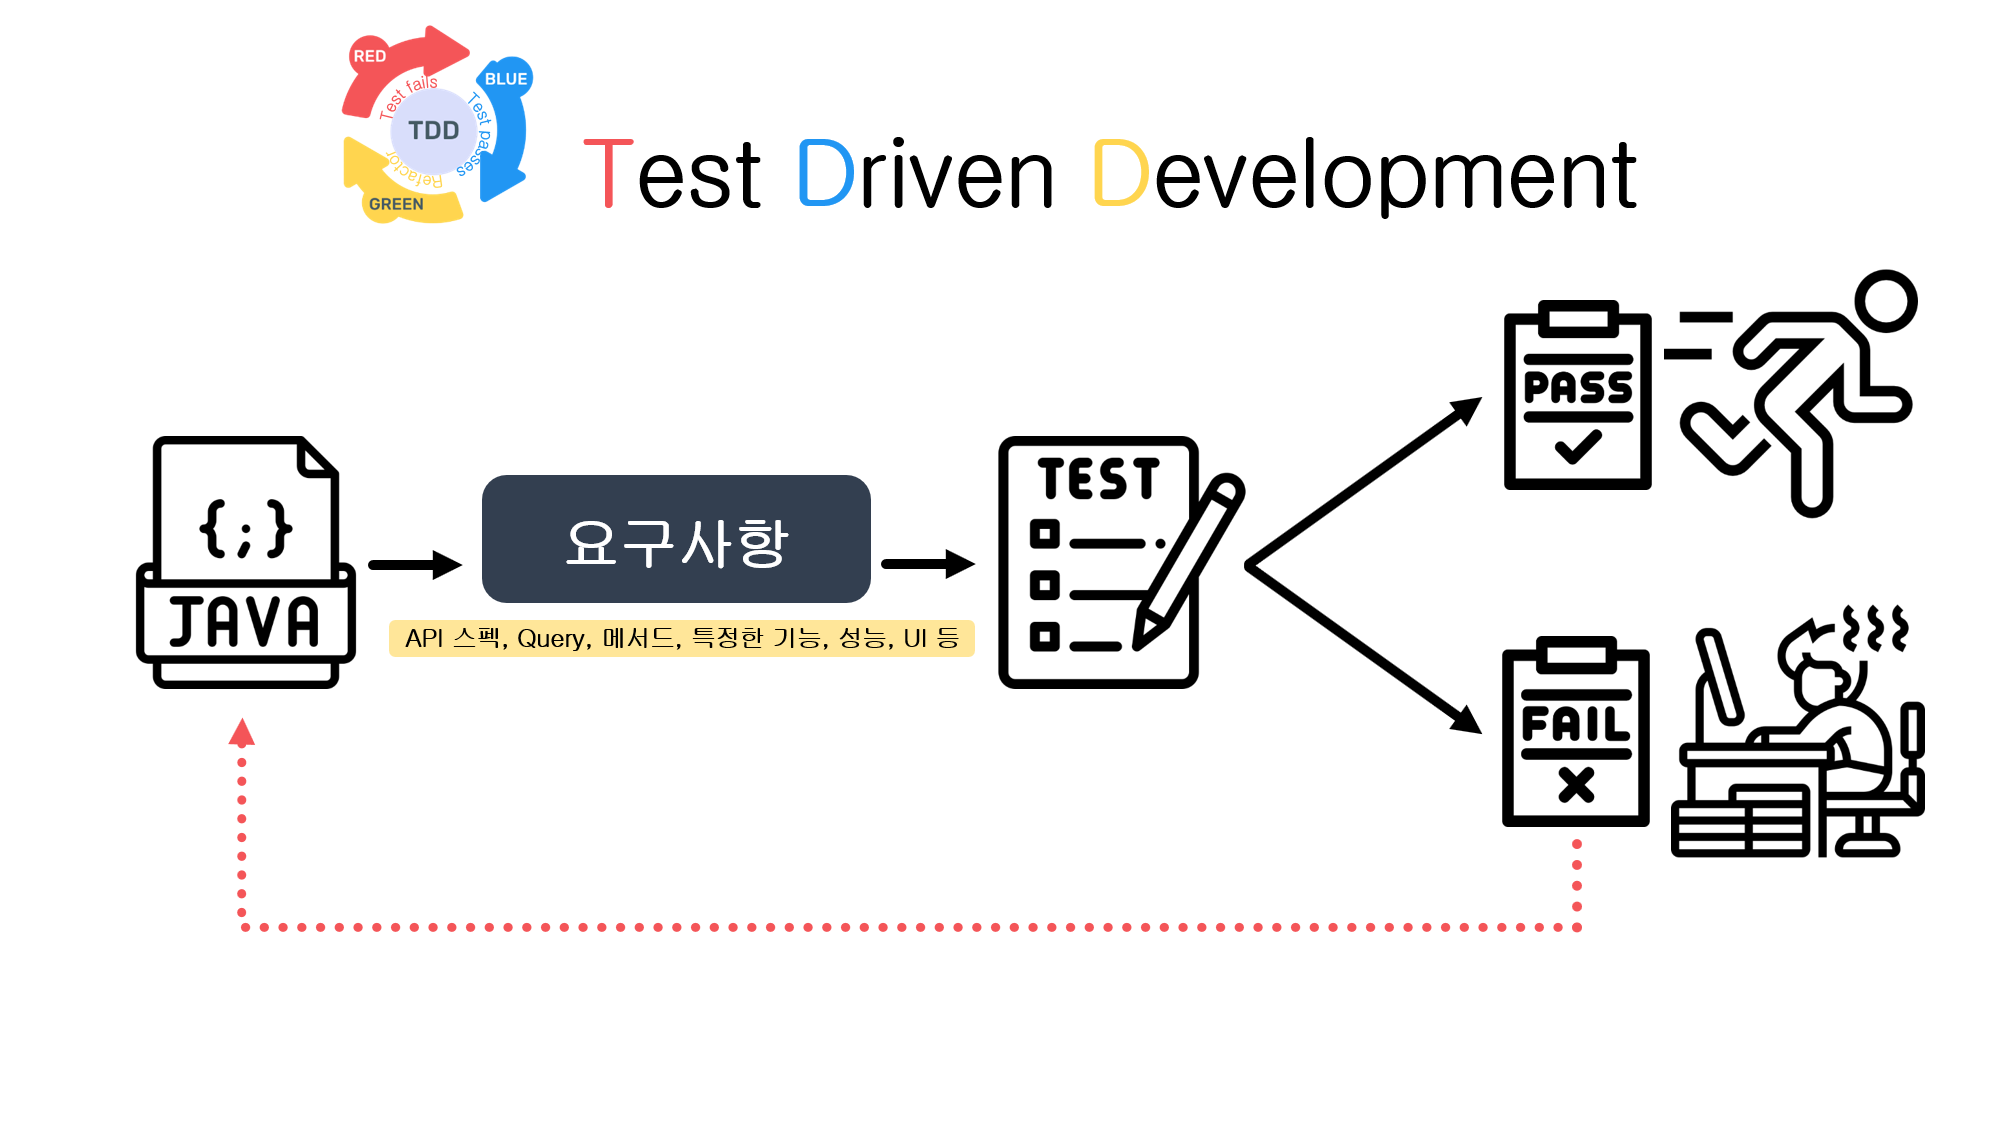 RED
Test fails
BLUE
Test passes
TDD
Refactor
GREEN
Test Driven Development
{;}
JAVA
요구사항
API 스펙, Query, 메서드, 특정한 기능, 성능, UI 등
TEST
PASS
FAIL